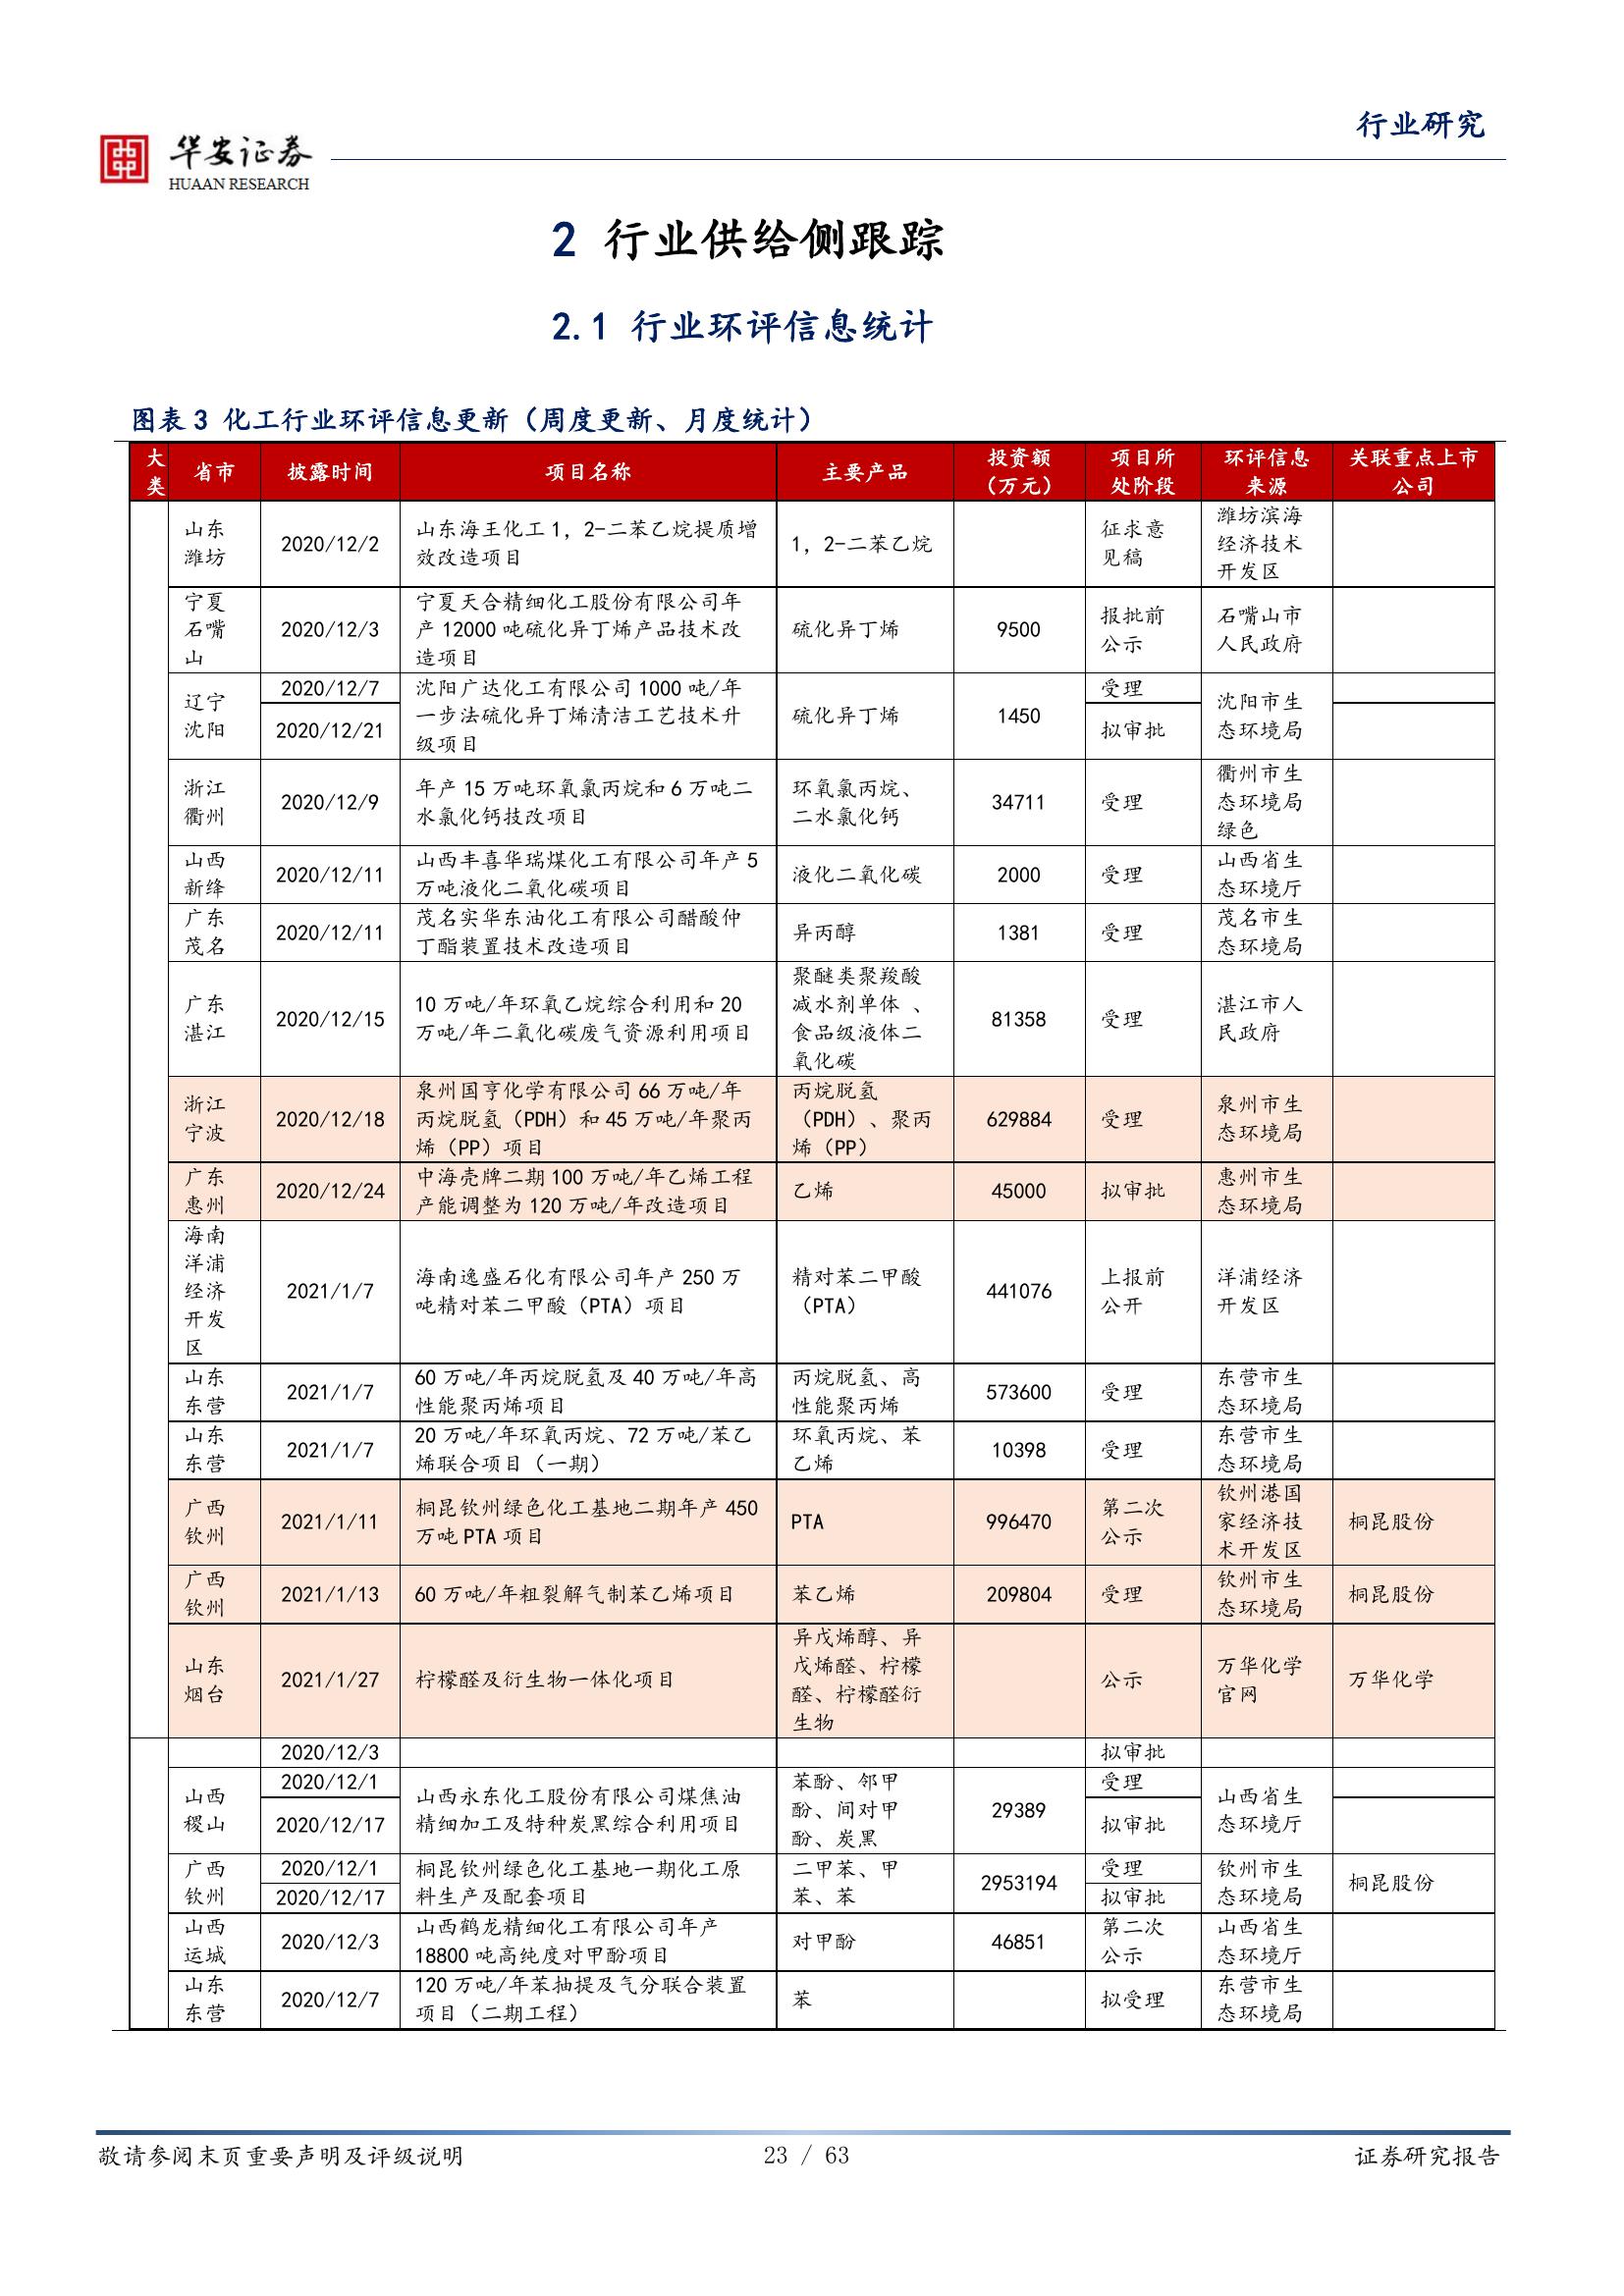 行业研究
华安证券
HUAAN RESEARCH
2 行业供给侧跟踪
2.1 行业环评信息统计
图表 3 化工行业环评信息更新（周度更新、月度统计）
大类 省市 披露时间 项目名称 主要产品 投资额（万元） 项目所处阶段 环评信息来源 关联重点上市公司
山东潍坊 2020/12/2 山东海王化工 1，2-二苯乙烷提质增效改造项目 1，2-二苯乙烷 征求意见稿 潍坊滨海经济技术开发区
宁夏石嘴山 2020/12/3 宁夏天合精细化工股份有限公司年产 12000 吨硫化异丁烯产品技术改造项目 硫化异丁烯 9500 报批前公示 石嘴山市人民政府
辽宁沈阳 2020/12/7 沈阳广达化工有限公司 1000 吨/年一步法硫化异丁烯清洁工艺技术升级项目 硫化异丁烯 1450 受理 沈阳市生态环境局
2020/12/21 拟审批
浙江衢州 2020/12/9 年产 15 万吨环氧氯丙烷和 6 万吨二水氯化钙技改项目 环氧氯丙烷、二水氯化钙 34711 受理 衢州市生态环境局绿色
山西新绛 2020/12/11 山西丰喜华瑞煤化工有限公司年产 5 万吨液化二氧化碳项目 液化二氧化碳 2000 受理 山西省生态环境厅
广东茂名 2020/12/11 茂名实华东油化工有限公司醋酸仲丁酯装置技术改造项目 异丙醇 1381 受理 茂名市生态环境局
广东湛江 2020/12/15 10 万吨/年环氧乙烷综合利用和 20 万吨/年二氧化碳废气资源利用项目 聚醚类聚羧酸减水剂单体 、食品级液体二氧化碳 81358 受理 湛江市人民政府
浙江宁波 2020/12/18 泉州国亨化学有限公司 66 万吨/年丙烷脱氢（PDH）和 45 万吨/年聚丙烯（PP）项目 丙烷脱氢（PDH）、聚丙烯（PP） 629884 受理 泉州市生态环境局
广东惠州 2020/12/24 中海壳牌二期 100 万吨/年乙烯工程产能调整为 120 万吨/年改造项目 乙烯 45000 拟审批 惠州市生态环境局
海南洋浦经济开发区 2021/1/7 海南逸盛石化有限公司年产 250 万吨精对苯二甲酸（PTA）项目 精对苯二甲酸（PTA） 441076 上报前公开 洋浦经济开发区
山东东营 2021/1/7 60 万吨/年丙烷脱氢及 40 万吨/年高性能聚丙烯项目 丙烷脱氢、高性能聚丙烯 573600 受理 东营市生态环境局
山东东营 2021/1/7 20 万吨/年环氧丙烷、72 万吨/苯乙烯联合项目（一期） 环氧丙烷、苯乙烯 10398 受理 东营市生态环境局
广西钦州 2021/1/11 桐昆钦州绿色化工基地二期年产 450 万吨 PTA 项目 PTA 996470 第二次公示 钦州港国家经济技术开发区 桐昆股份
广西钦州 2021/1/13 60 万吨/年粗裂解气制苯乙烯项目 苯乙烯 209804 受理 钦州市生态环境局 桐昆股份
山东烟台 2021/1/27 柠檬醛及衍生物一体化项目 异戊烯醇、异戊烯醛、柠檬醛、柠檬醛衍生物 公示 万华化学官网 万华化学
2020/12/3 拟审批
山西稷山 2020/12/1 山西永东化工股份有限公司煤焦油精细加工及特种炭黑综合利用项目 苯酚、邻甲酚、间对甲酚、炭黑 29389 受理 山西省生态环境厅
2020/12/17 拟审批
广西钦州 2020/12/1 桐昆钦州绿色化工基地一期化工原料生产及配套项目 二甲苯、甲苯、苯 2953194 受理 钦州市生态环境局 桐昆股份
2020/12/17 拟审批
山西运城 2020/12/3 山西鹤龙精细化工有限公司年产 18800 吨高纯度对甲酚项目 对甲酚 46851 第二次公示 山西省生态环境厅
山东东营 2020/12/7 120 万吨/年苯抽提及气分联合装置项目（二期工程） 苯 拟受理 东营市生态环境局
敬请参阅末页重要声明及评级说明 23 / 63 证券研究报告